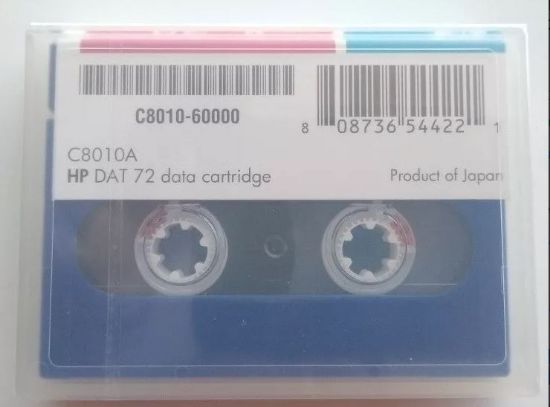 C8010-60000
8 08736 54422 1
C8010A
HP DAT 72 data cartridge
Product of Japan